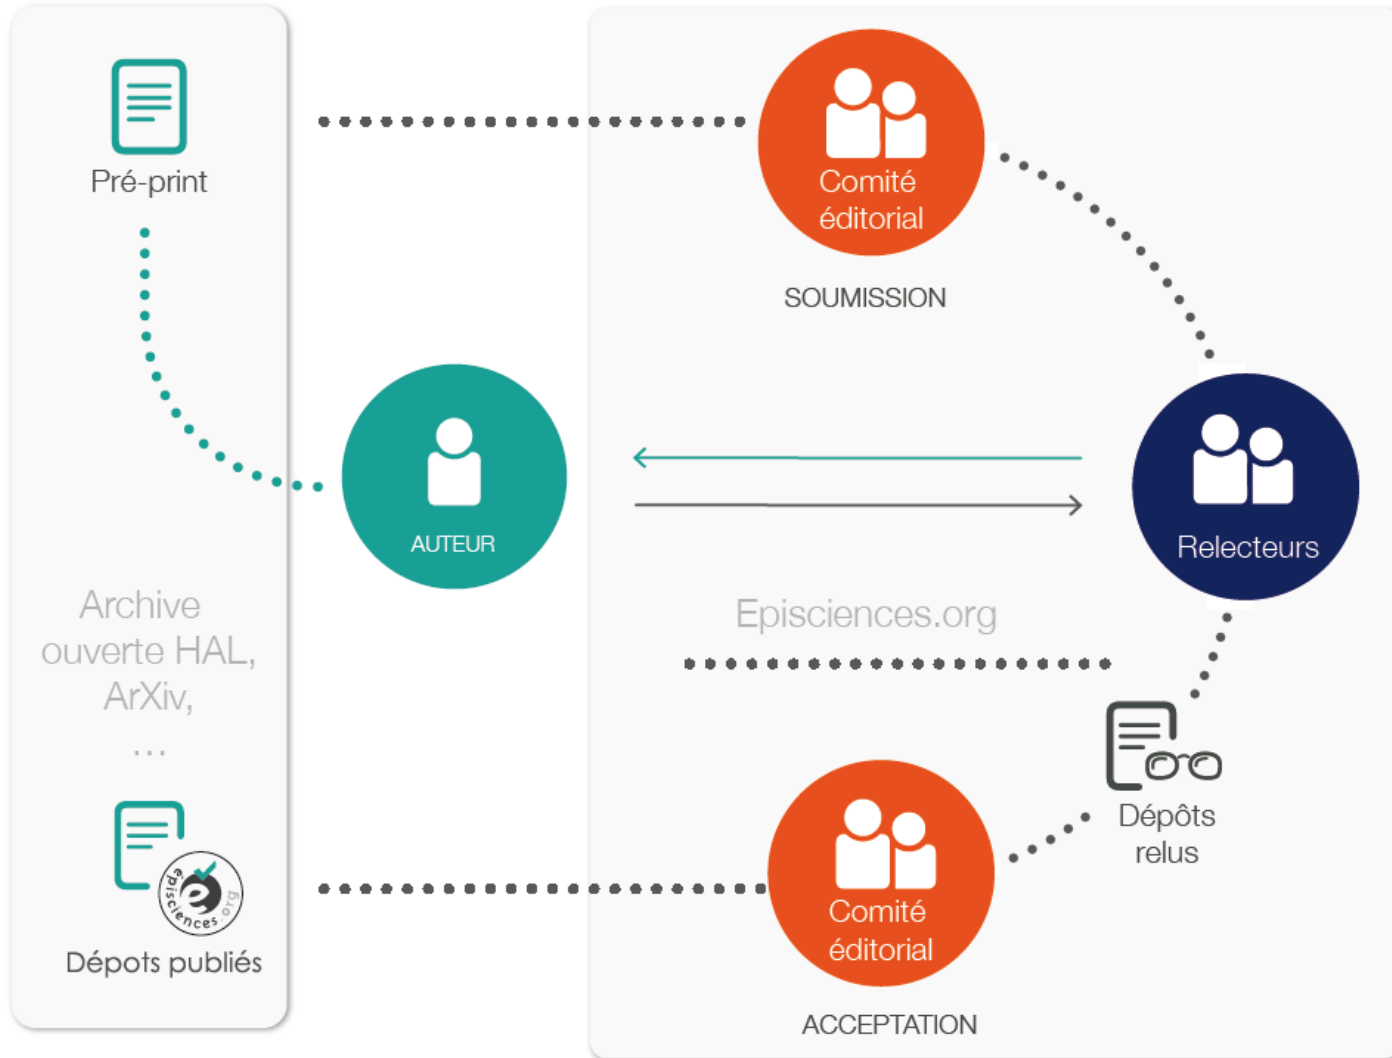 Pré-print
Comité
éditorial
SOUMISSION
AUTEUR
Relecteurs
Archive
ouverte HAL,
ArXiv,
...
Episciences.org
Dépôts
relus
épisciences.org
Dépots publiés
Comité
éditorial
ACCEPTATION